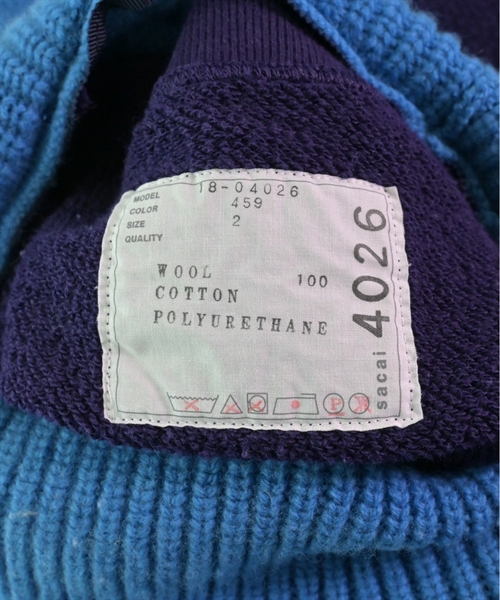 MODEL 18-04026
COLOR 459
SIZE 2
QUALITY
WOOL 100
COTTON
POLYURETHANE
sacai 4026